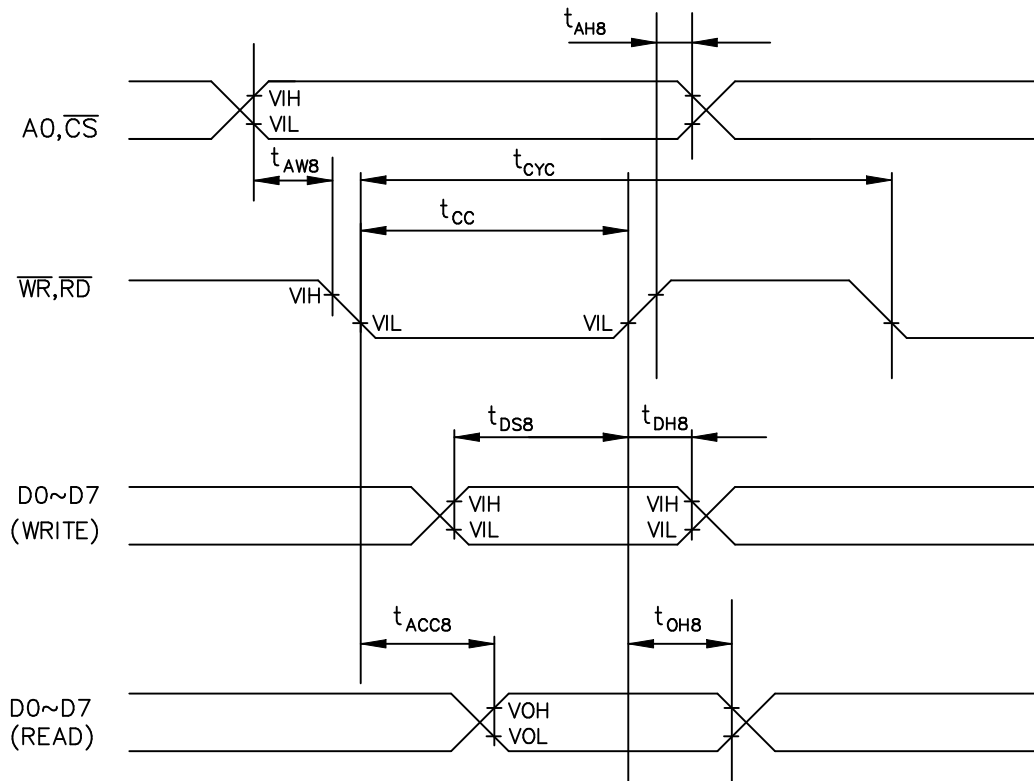 tAH8
A0,CS
VIH
VIL
tAW8
tCYC
tCC
WR,RD
VIH
VIL
VIL
tDS8
tDH8
D0~D7
(WRITE)
VIH
VIL
VIH
VIL
tACC8
tOH8
D0~D7
(READ)
VOH
VOL